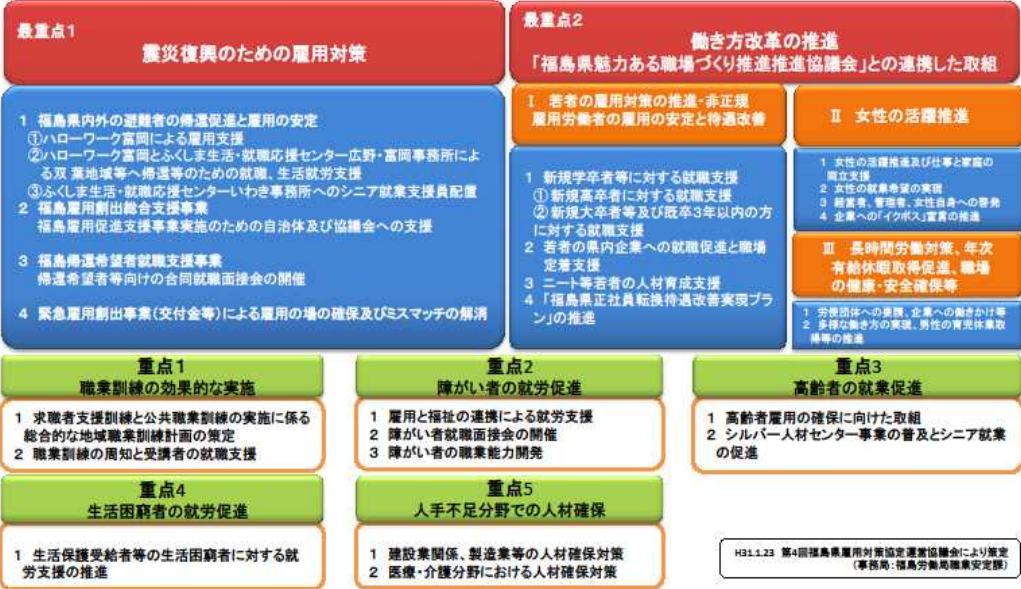 最重点1
震災復興のための雇用対策
1 福島県内外の避難者の帰還促進と雇用の安定
①ハローワーク富岡による雇用支援
②ハローワーク富岡とふくしま生活・就職応援センター広野・富岡事務所によ
る双葉地域等へ帰還等のための就職、生活就労支援
③ふくしま生活・就職応援センターいわき事務所へのシニア就業支援員配置
2 福島雇用創出総合支援事業
福島雇用促進支援事業実施のための自治体及び協議会への支援
3 福島帰還希望者就職支援事業
帰還希望者等向けの合同就職面接会の開催
4 緊急雇用創出事業(交付金等)による雇用の場の確保及びミスマッチの解消
最重点2
働き方改革の推進
「福島県魅力ある職場づくり推進推進協議会」との連携した取組
Ⅰ 若者の雇用対策の推進・非正規
雇用労働者の雇用の安定と待遇改善
1 新規学卒者等に対する就職支援
① 新規高卒者に対する就職支援
② 新規大卒者等及び既卒3年以内の方
に対する就職支援
2 若者の県内企業への就職促進と職場
定着支援
3 ニート等若者の人材育成支援
4 「福島県正社員転換待遇改善実現プラ
ン」の推進
Ⅱ 女性の活躍推進
1 女性の活躍推進及び仕事と家庭の
両立支援
2 女性の就業希望の実現
3 経営者、管理者、女性自身への啓発
4 企業への「イクボス」宣言の推進
Ⅲ 長時間労働対策、年次
有給休暇取得促進、職場
の健康・安全確保等
1 労使団体への要請、企業への働きかけ等
2 多様な働き方の実現、男性の育児休業取
得等の推進
重点1
職業訓練の効果的な実施
1 求職者支援訓練と公共職業訓練の実施に係る
総合的な地域職業訓練計画の策定
2 職業訓練の周知と受講者の就職支援
重点2
障がい者の就労促進
1 雇用と福祉の連携による就労支援
2 障がい者就職面接会の開催
3 障がい者の職業能力開発
重点3
高齢者の就業促進
1 高齢者雇用の確保に向けた取組
2 シルバー人材センター事業の普及とシニア就業
の促進
重点4
生活困窮者の就労促進
1 生活保護受給者等の生活困窮者に対する就
労支援の推進
重点5
人手不足分野での人材確保
1 建設業関係、製造業等の人材確保対策
2 医療・介護分野における人材確保対策
H31.1.23 第4回福島県雇用対策協定運営協議会により策定
(事務局:福島労働局職業安定課)